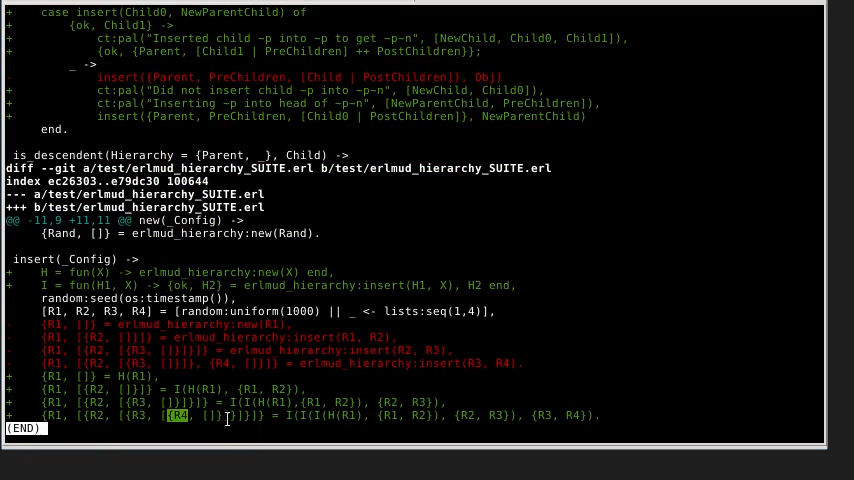 +    case insert(Child0, NewParentChild) of
+        {ok, Child1} ->
+            ct:pal("Inserted child ~p into ~p to get ~p~n", [NewChild, Child0, Child1]),
+            {ok, {Parent, [Child1 | PreChildren] ++ PostChildren}};
         _ ->
-            insert({Parent, PreChildren, [Child | PostChildren]}, Obj)
+            ct:pal("Did not insert child ~p into ~p~n", [NewChild, Child0]),
+            ct:pal("Inserting ~p into head of ~p~n", [NewParentChild, PreChildren]),
+            insert({Parent, PreChildren, [Child0 | PostChildren]}, NewParentChild)
     end.
 is_descendent(Hierarchy = {Parent, _}, Child) ->
diff --git a/test/erlmud_hierarchy_SUITE.erl b/test/erlmud_hierarchy_SUITE.erl
index ec26303..e79dc30 100644
--- a/test/erlmud_hierarchy_SUITE.erl
+++ b/test/erlmud_hierarchy_SUITE.erl
@@ -11,9 +11,11 @@ new(_Config) ->
     {Rand, []} = erlmud_hierarchy:new(Rand).
 insert(_Config) ->
+    H = fun(X) -> erlmud_hierarchy:new(X) end,
+    I = fun(H1, X) -> {ok, H2} = erlmud_hierarchy:insert(H1, X), H2 end,
     random:seed(os:timestamp()),
     [R1, R2, R3, R4] = [random:uniform(1000) || _ <- lists:seq(1,4)],
-    {R1, []} = erlmud_hierarchy:new(R1),
-    {R1, [{R2, []}]} = erlmud_hierarchy:insert(R1, R2),
-    {R1, [{R2, [{R3, []}]}]} = erlmud_hierarchy:insert(R2, R3),
-    {R1, [{R2, [{R3, []}]}, {R4, []}]} = erlmud_hierarchy:insert(R3, R4).
+    {R1, []} = H(R1),
+    {R1, [{R2, []}]} = I(H(R1), {R1, R2}),
+    {R1, [{R2, [{R3, []}]}]} = I(I(H(R1),{R1, R2}), {R2, R3}),
+    {R1, [{R2, [{R3, [{R4, []}]}]}]} = I(I(I(H(R1), {R1, R2}), {R2, R3}), {R3, R4}).
(END)